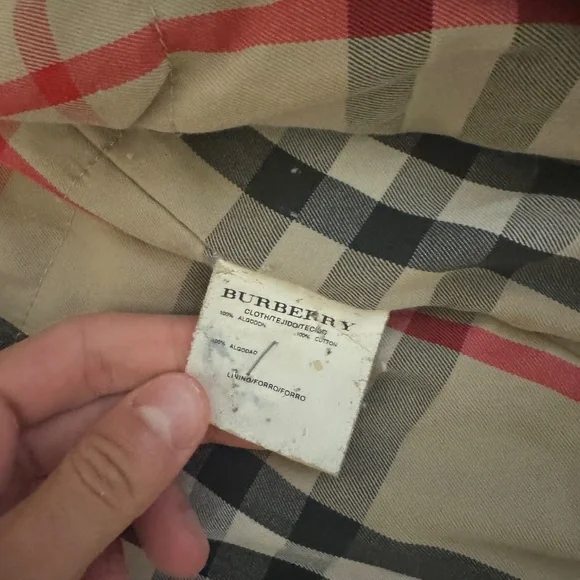 BURBERRY
CLOTH/TEJIDO/TECIDO
100% ALGODON 100% COTTON
100% ALGODAO
LINING/FORRO/FORRO